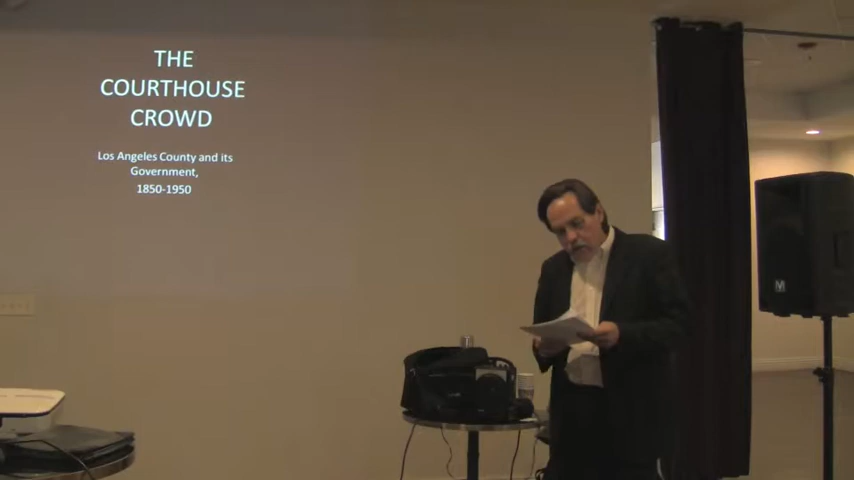 THE
COURTHOUSE
CROWD
Los Angeles County and its
Government,
1850-1950
M